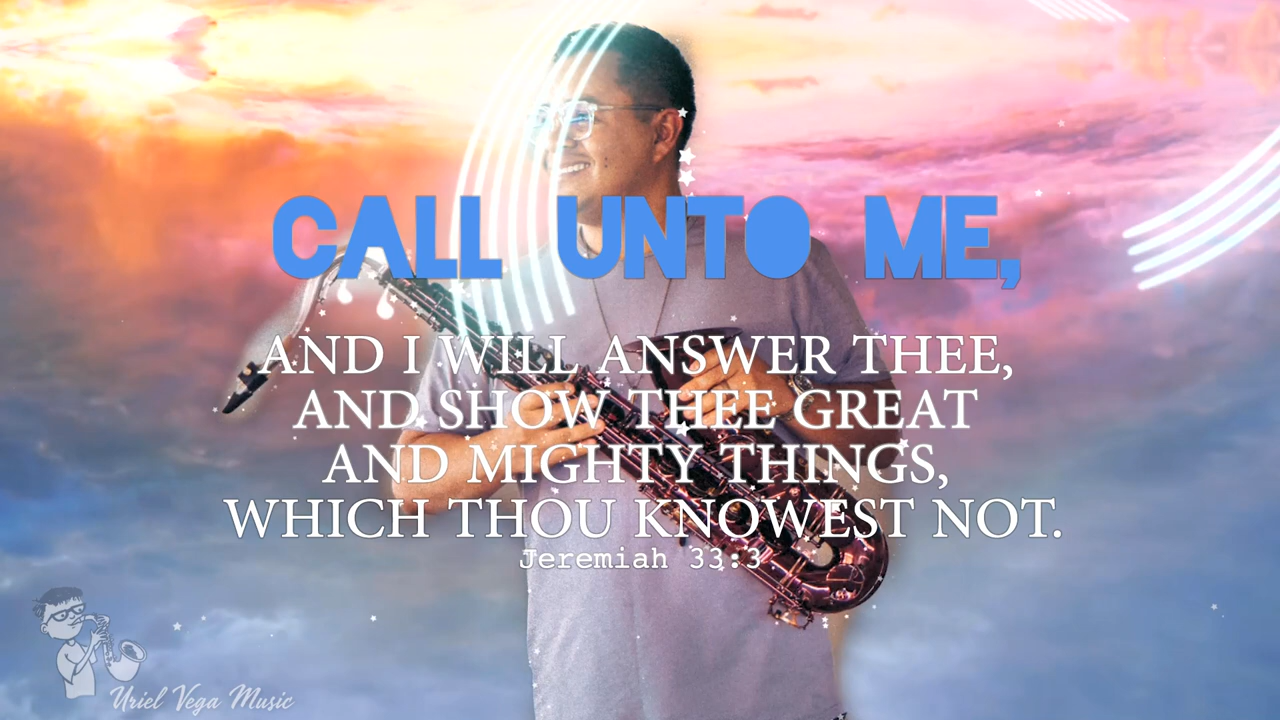 CALL UNTO ME,
AND I WILL ANSWER THEE,
AND SHOW THEE GREAT
AND MIGHTY THINGS,
WHICH THOU KNOWEST NOT.
Jeremiah 33:3
Uriel Vega Music